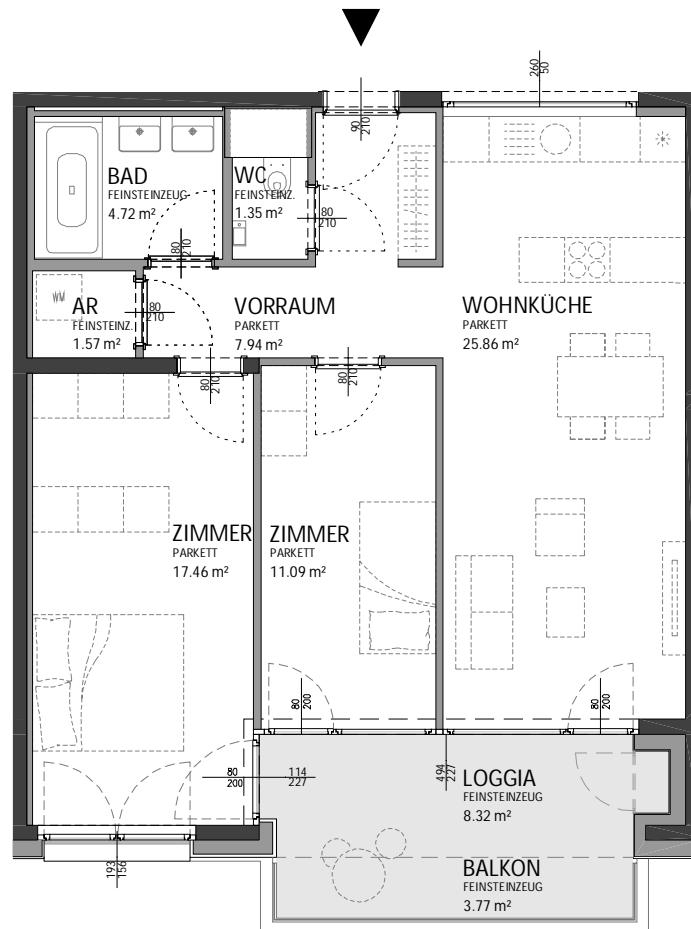 260
50
90
210
BAD
FEINSTEINZEUG
4.72 m²
WC
FEINSTEINZ.
1.35 m²
80
210
80
210
AR
FEINSTEINZ.
1.57 m²
80
210
VORRAUM
PARKETT
7.94 m²
WOHNKÜCHE
PARKETT
25.86 m²
80
210
80
210
ZIMMER
PARKETT
17.46 m²
ZIMMER
PARKETT
11.09 m²
80
200
80
200
80
200
114
227
494
227
LOGGIA
FEINSTEINZEUG
8.32 m²
193
156
BALKON
FEINSTEINZEUG
3.77 m²